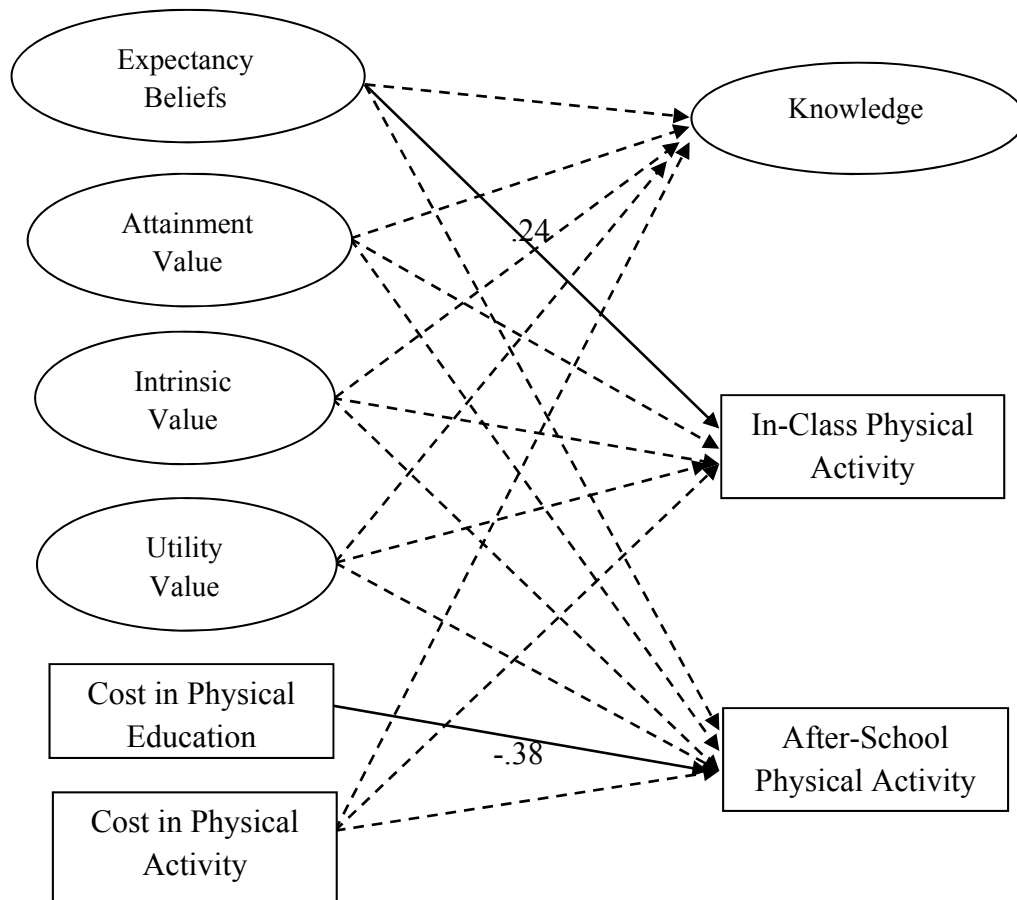 Expectancy
Beliefs
Knowledge
Attainment
Value
.24
Intrinsic
Value
In-Class Physical
Activity
Utility
Value
Cost in Physical
Education
-.38
After-School
Physical Activity
Cost in Physical
Activity